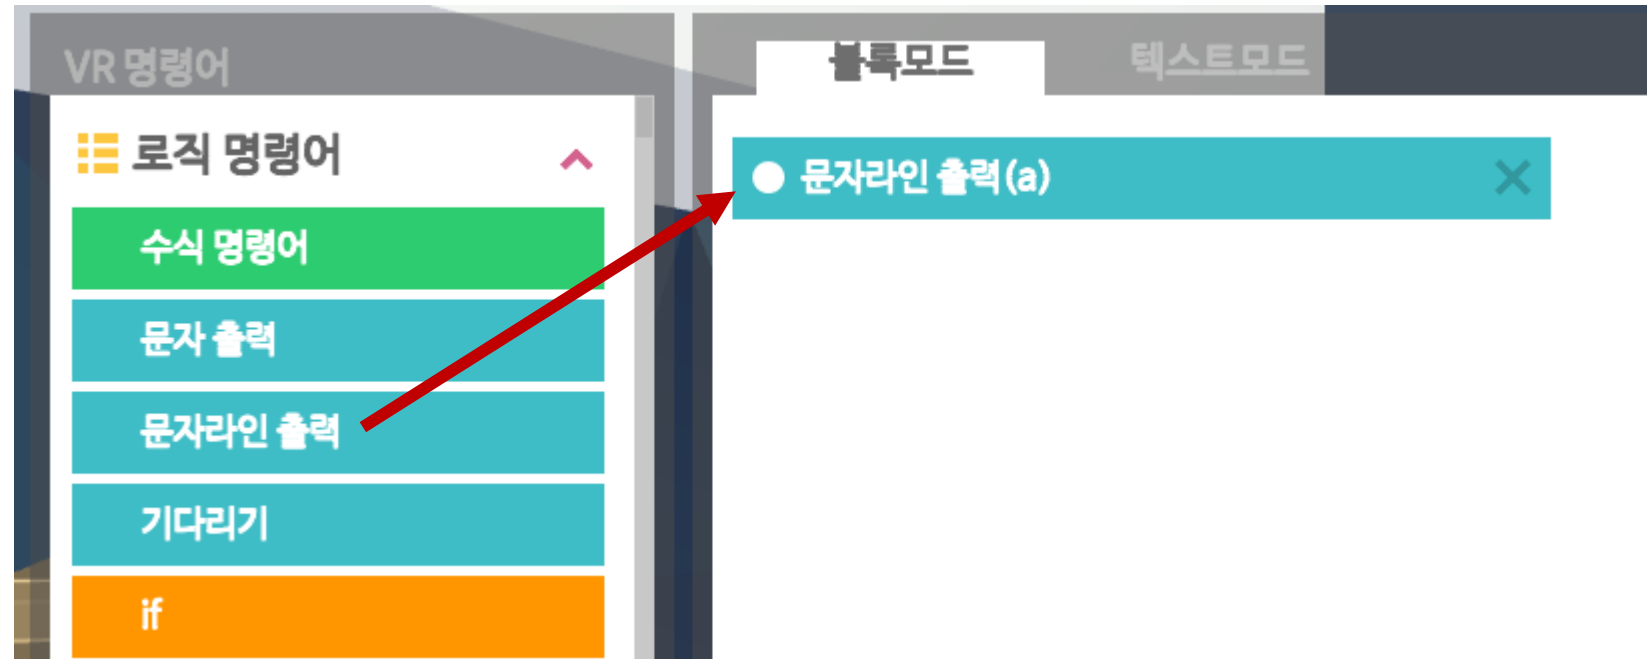 VR 명령어
로직 명령어
수식 명령어
문자 출력
문자라인 출력
기다리기
if
블록모드
텍스트모드
문자라인 출력(a)